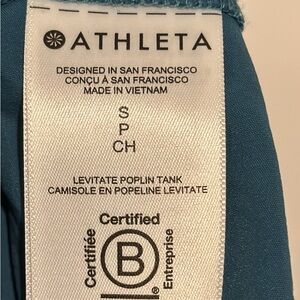 ATHLETA
DESIGNED IN SAN FRANCISCO
CONÇU À SAN FRANCISCO
MADE IN VIETNAM
S
P
CH
LEVITATE POPLIN TANK
CAMISOLE EN POPELINE LEVITATE
Certified
Certifiée
B
®
Entreprise